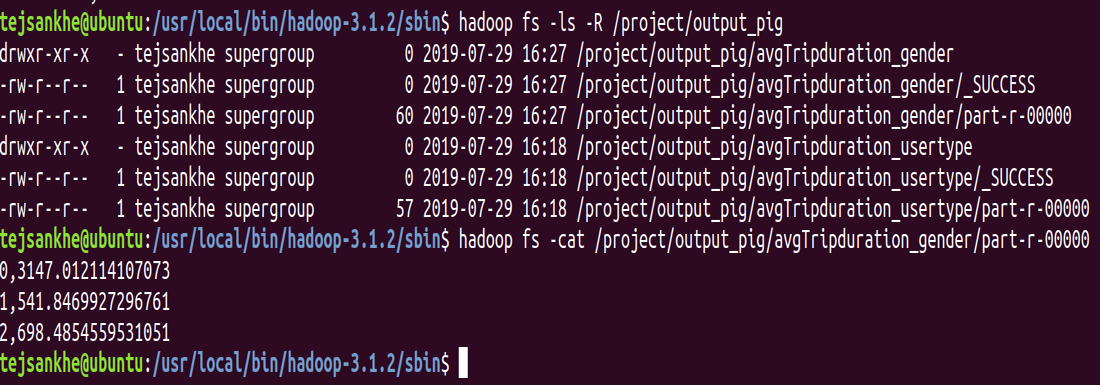 tejsankhe@ubuntu:/usr/local/bin/hadoop-3.1.2/sbin$ hadoop fs -ls -R /project/output_pig
drwxr-xr-x - tejsankhe supergroup 0 2019-07-29 16:27 /project/output_pig/avgTripduration_gender
-rw-r--r-- 1 tejsankhe supergroup 0 2019-07-29 16:27 /project/output_pig/avgTripduration_gender/_SUCCESS
-rw-r--r-- 1 tejsankhe supergroup 60 2019-07-29 16:27 /project/output_pig/avgTripduration_gender/part-r-00000
drwxr-xr-x - tejsankhe supergroup 0 2019-07-29 16:18 /project/output_pig/avgTripduration_usertype
-rw-r--r-- 1 tejsankhe supergroup 0 2019-07-29 16:18 /project/output_pig/avgTripduration_usertype/_SUCCESS
-rw-r--r-- 1 tejsankhe supergroup 57 2019-07-29 16:18 /project/output_pig/avgTripduration_usertype/part-r-00000
tejsankhe@ubuntu:/usr/local/bin/hadoop-3.1.2/sbin$ hadoop fs -cat /project/output_pig/avgTripduration_gender/part-r-00000
0,3147.012114107073
1,541.8469927296761
2,698.4854559531051
tejsankhe@ubuntu:/usr/local/bin/hadoop-3.1.2/sbin$